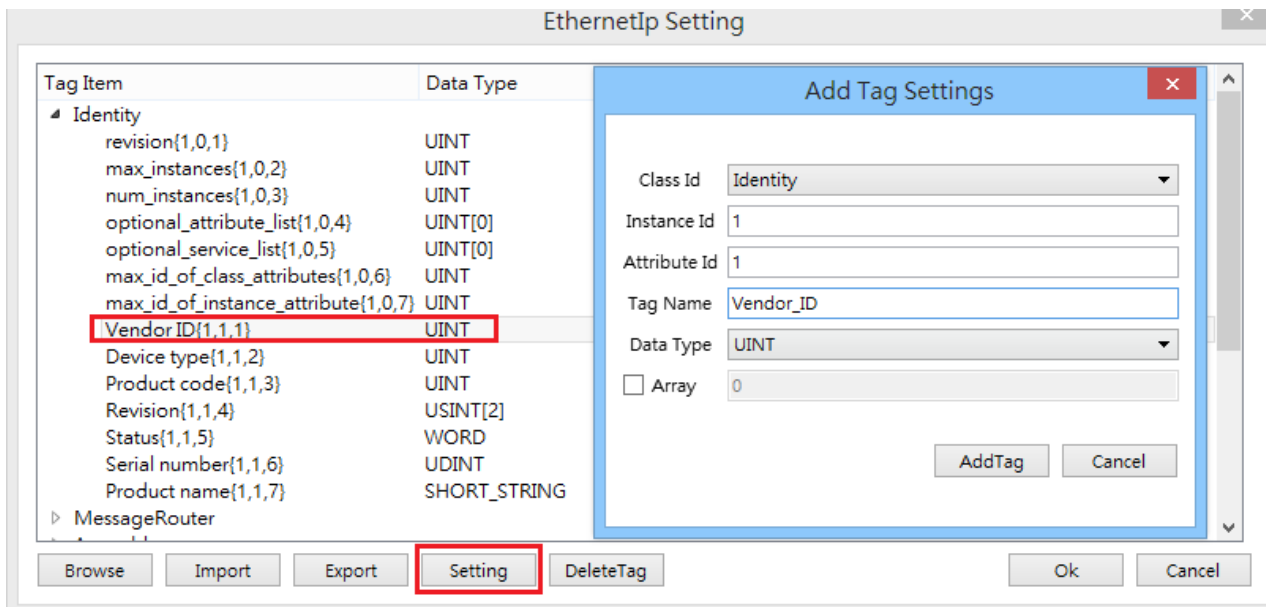 EthernetIp Setting
Tag Item Data Type
Identity
revision{1,0,1} UINT
max_instances{1,0,2} UINT
num_instances{1,0,3} UINT
optional_attribute_list{1,0,4} UINT[0]
optional_service_list{1,0,5} UINT[0]
max_id_of_class_attributes{1,0,6} UINT
max_id_of_instance_attribute{1,0,7} UINT
Vendor ID{1,1,1} UINT
Device type{1,1,2} UINT
Product code{1,1,3} UINT
Revision{1,1,4} USINT[2]
Status{1,1,5} WORD
Serial number{1,1,6} UDINT
Product name{1,1,7} SHORT_STRING
MessageRouter
Add Tag Settings
Class Id Identity
Instance Id 1
Attribute Id 1
Tag Name Vendor_ID
Data Type UINT
Array 0
AddTag Cancel
Browse Import Export Setting DeleteTag Ok Cancel